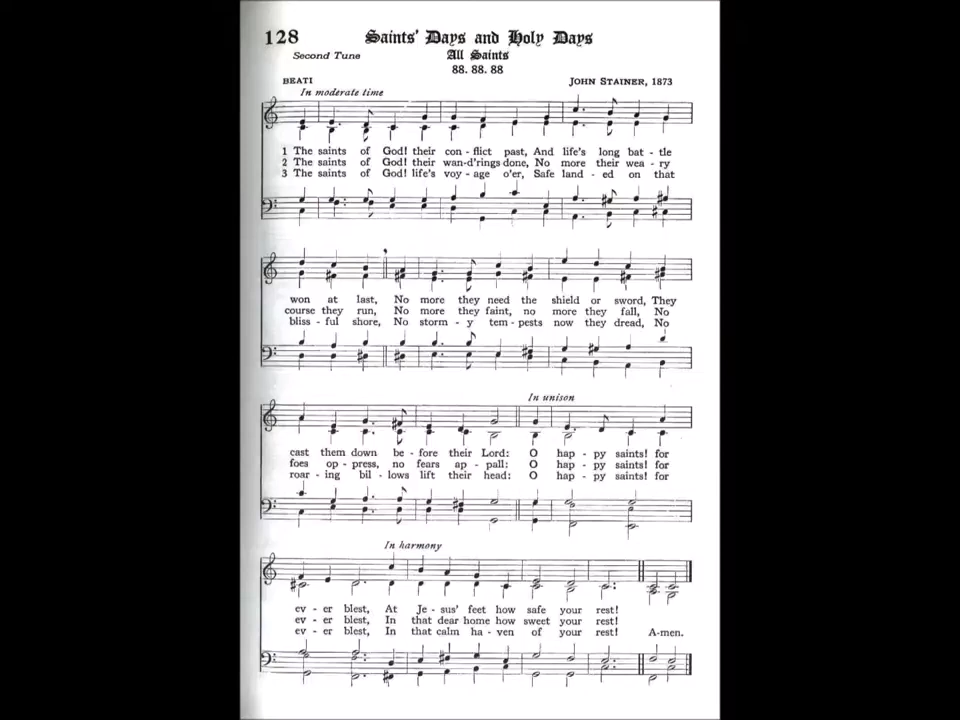 128
Saints' Days and Holy Days
Second Tune
All Saints
88. 88. 88
BEATI
JOHN STAINER, 1873
In moderate time
1 The saints of God! their con - flict past, And life's long bat - tle
2 The saints of God! their wan-d'rings done, No more their wea - ry
3 The saints of God! life's voy - age o'er, Safe land - ed on that
won at last, No more they need the shield or sword, They
course they run, No more they faint, no more they fall, No
bliss - ful shore, No storm - y tem - pests now they dread, No
In unison
cast them down be - fore their Lord: O hap - py saints! for
foes op - press, no fears ap - pall: O hap - py saints! for
roar - ing bil - lows lift their head: O hap - py saints! for
In harmony
ev - er blest, At Je - sus' feet how safe your rest!
ev - er blest, In that dear home how sweet your rest!
ev - er blest, In that calm ha - ven of your rest! A-men.